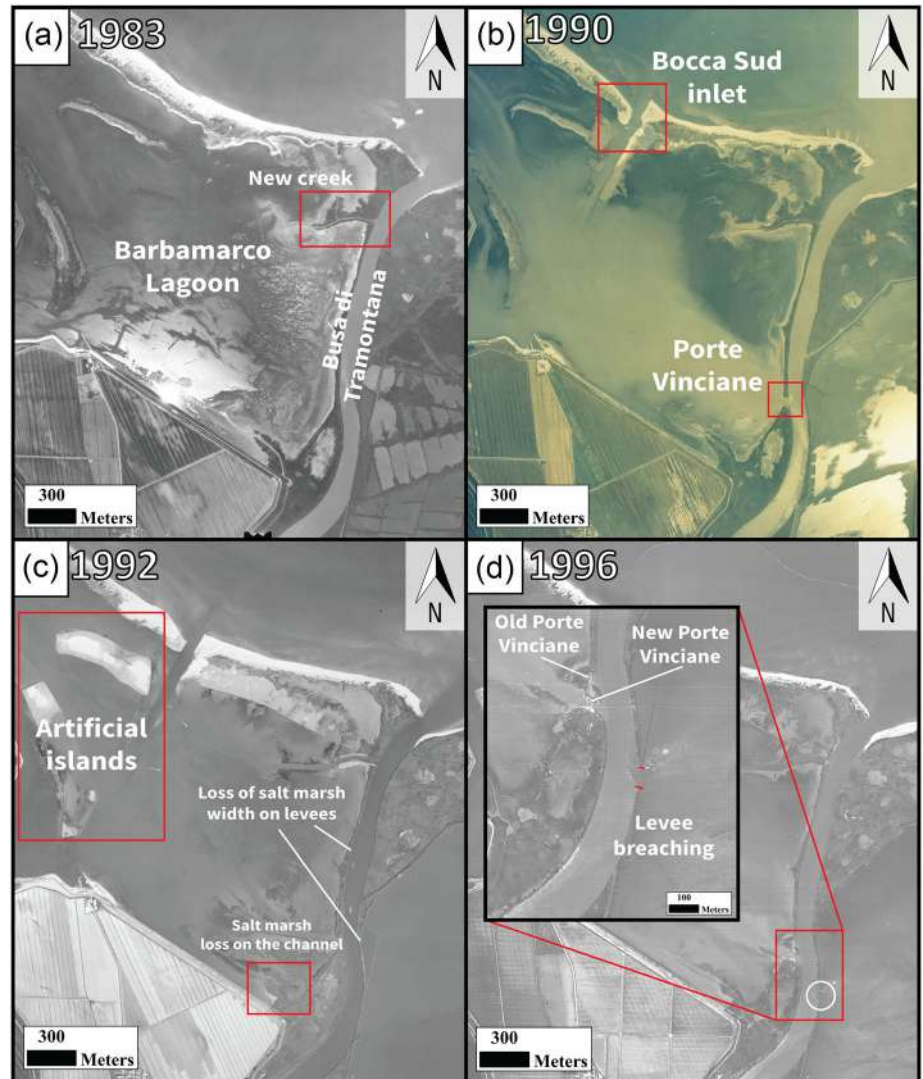 (a) 1983
N
New creek
Barbamarco
Lagoon
Busa di
Tramontana
300
Meters
(b) 1990
N
Bocca Sud
inlet
Porte
Vinciane
300
Meters
(c) 1992
N
Artificial
islands
Loss of salt marsh
width on levees
Salt marsh
loss on the channel
300
Meters
(d) 1996
N
Old Porte
Vinciane
New Porte
Vinciane
Levee
breaching
100
Meters
300
Meters